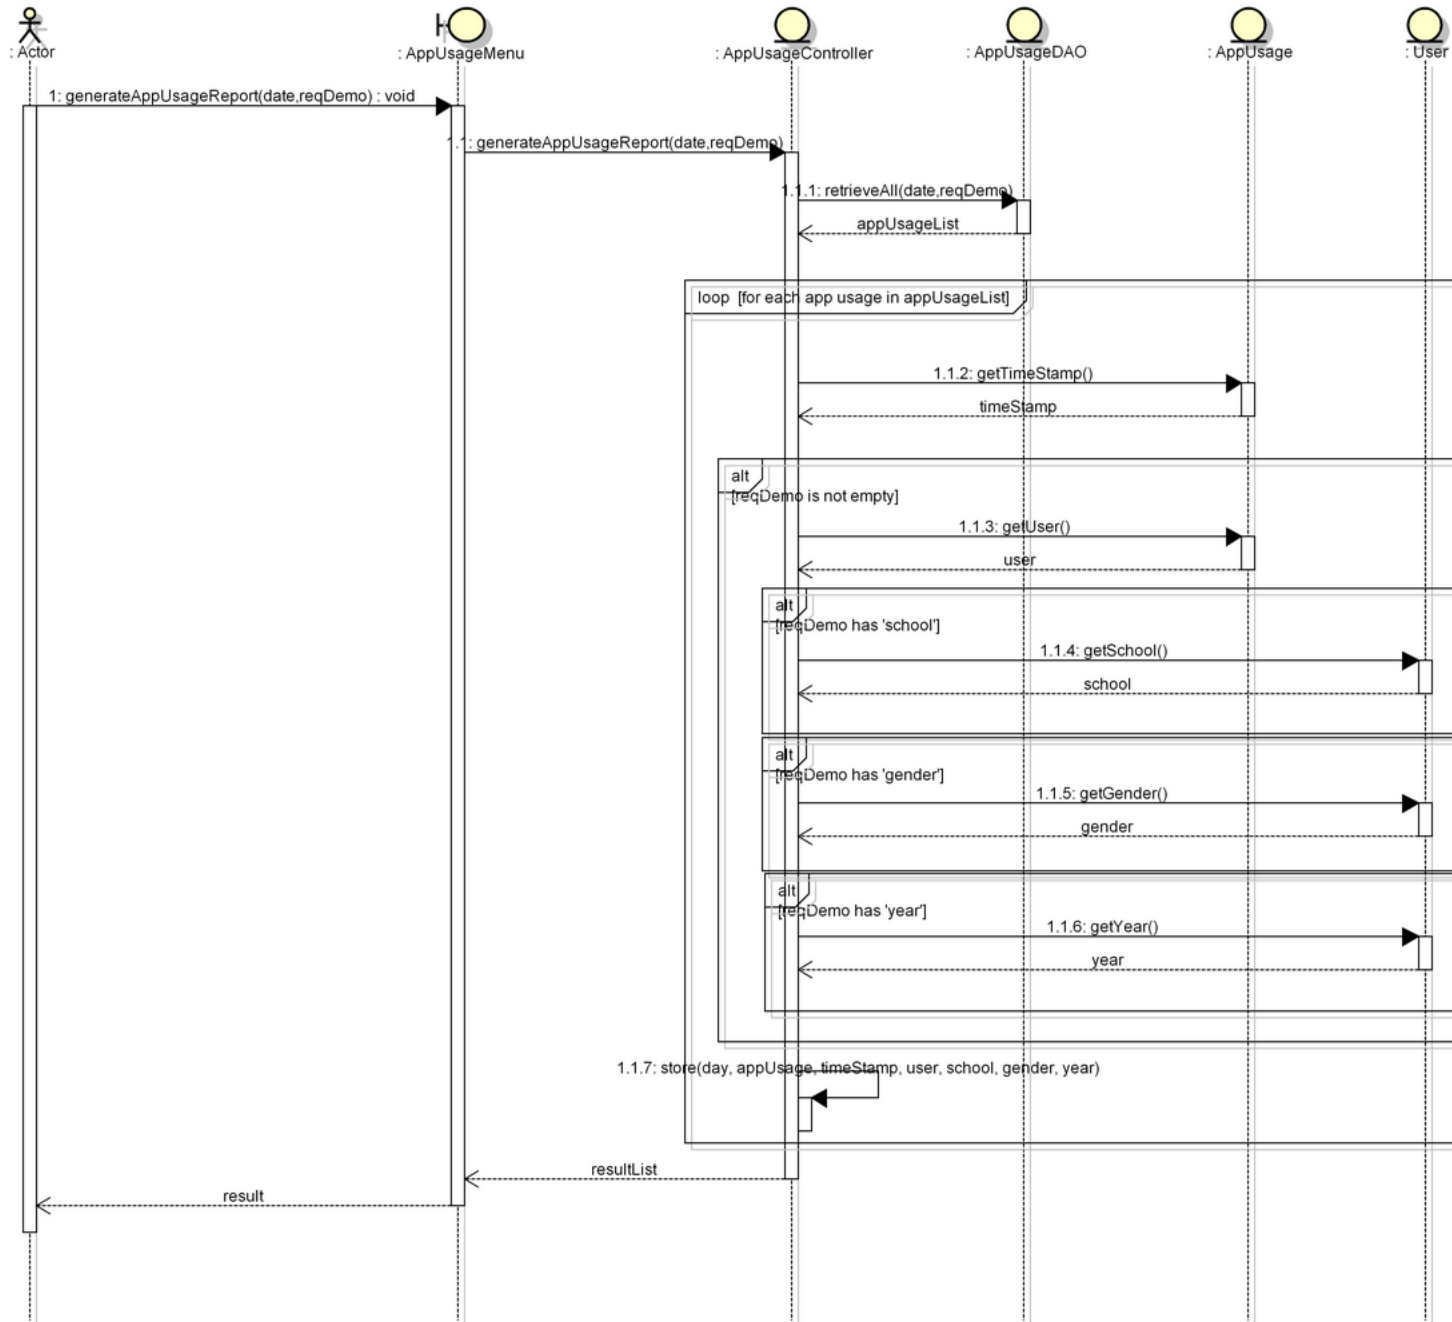 : Actor
: AppUsageMenu
: AppUsageController
: AppUsageDAO
: AppUsage
: User
1: generateAppUsageReport(date,reqDemo) : void
1.1: generateAppUsageReport(date,reqDemo)
1.1.1: retrieveAll(date,reqDemo)
appUsageList
loop [for each app usage in appUsageList]
1.1.2: getTimeStamp()
timeStamp
alt
[reqDemo is not empty]
1.1.3: getUser()
user
alt
[reqDemo has 'school']
1.1.4: getSchool()
school
alt
[reqDemo has 'gender']
1.1.5: getGender()
gender
alt
[reqDemo has 'year']
1.1.6: getYear()
year
1.1.7: store(day, appUsage, timeStamp, user, school, gender, year)
resultList
result